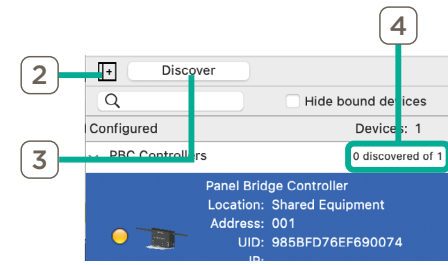 4
2
Discover
Hide bound devices
Configured
Devices: 1
3
PBC Controllers
0 discovered of 1
Panel Bridge Controller
Location: Shared Equipment
Address: 001
UID: 985BFD76EF690074
IP: